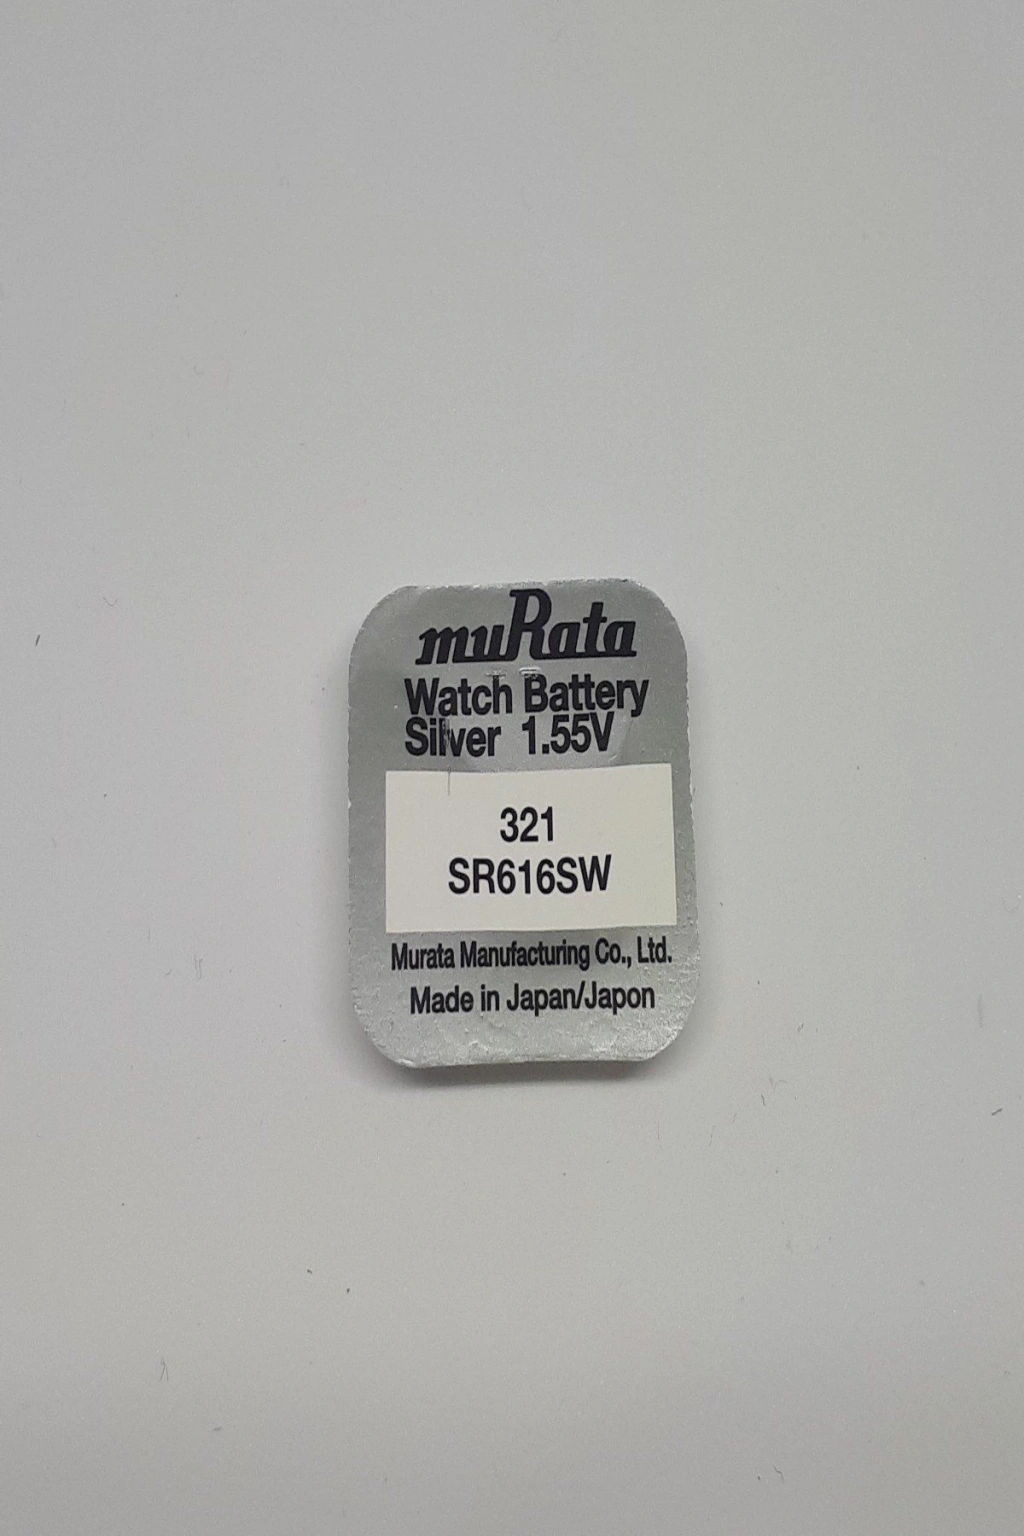 muRata
Watch Battery
Silver 1.55V
321
SR616SW
Murata Manufacturing Co., Ltd.
Made in Japan/Japon